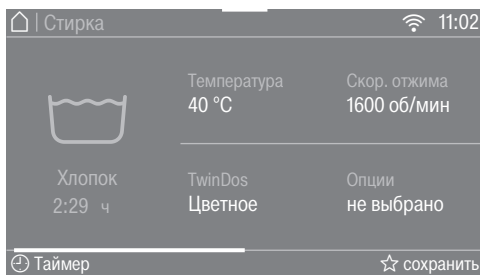 | Стирка
11:02
Температура
40 °C
Скор. отжима
1600 об/мин
Хлопок
2:29 ч
TwinDos
Цветное
Опции
не выбрано
Таймер
сохранить